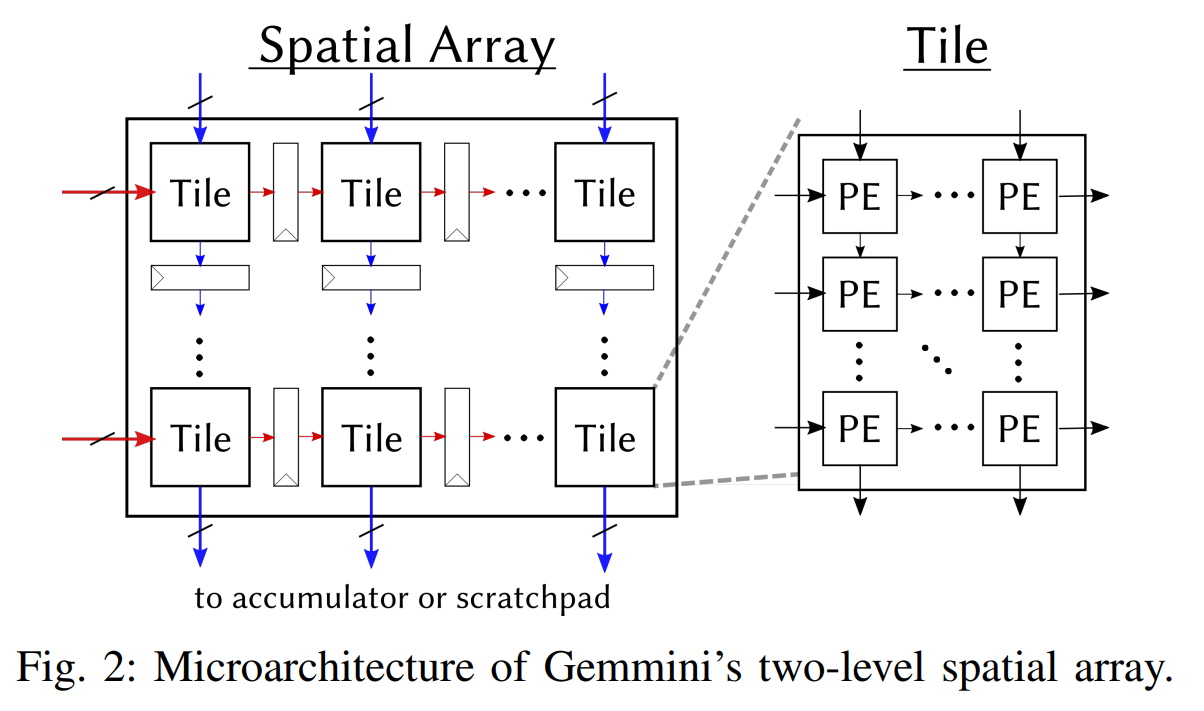 Spatial Array
Tile
Tile Tile Tile
PE PE
PE PE
Tile Tile Tile
PE PE
to accumulator or scratchpad
Fig. 2: Microarchitecture of Gemmini's two-level spatial array.